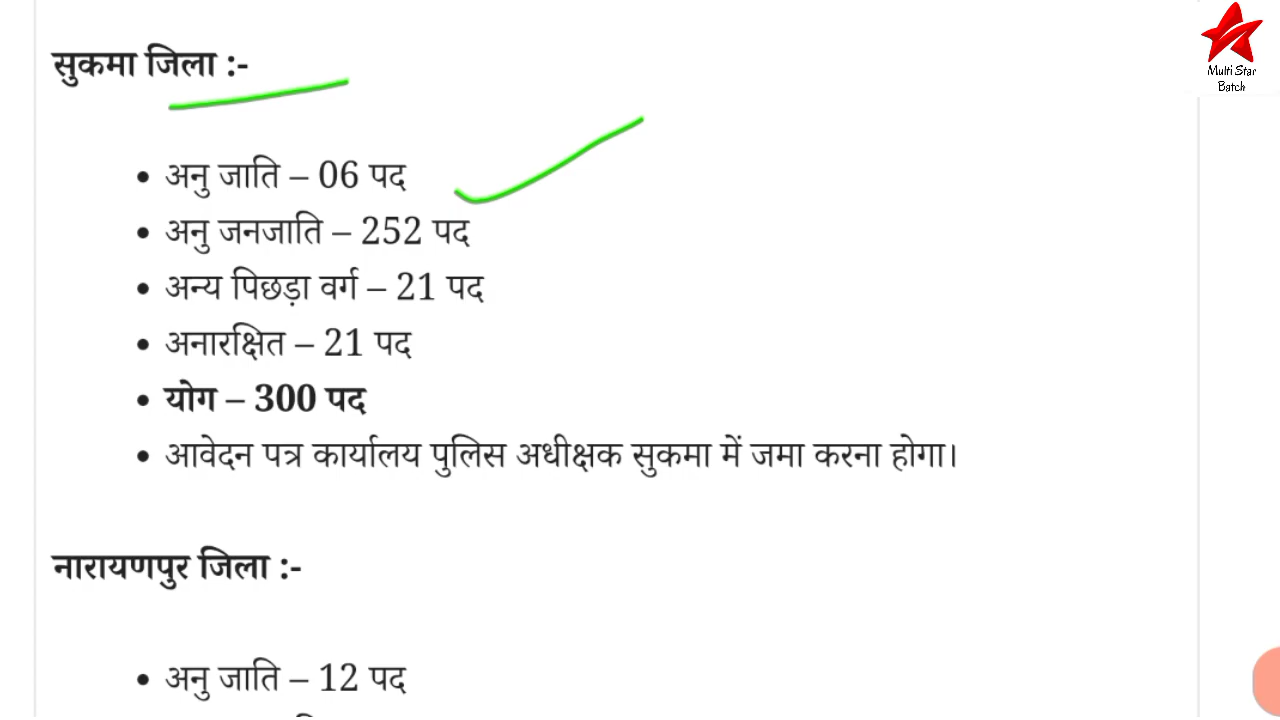 Multi Star
Batch
सुकमा जिला :-
• अनु जाति – 06 पद
• अनु जनजाति – 252 पद
• अन्य पिछड़ा वर्ग – 21 पद
• अनारक्षित – 21 पद
• योग – 300 पद
• आवेदन पत्र कार्यालय पुलिस अधीक्षक सुकमा में जमा करना होगा।
नारायणपुर जिला :-
• अनु जाति – 12 पद